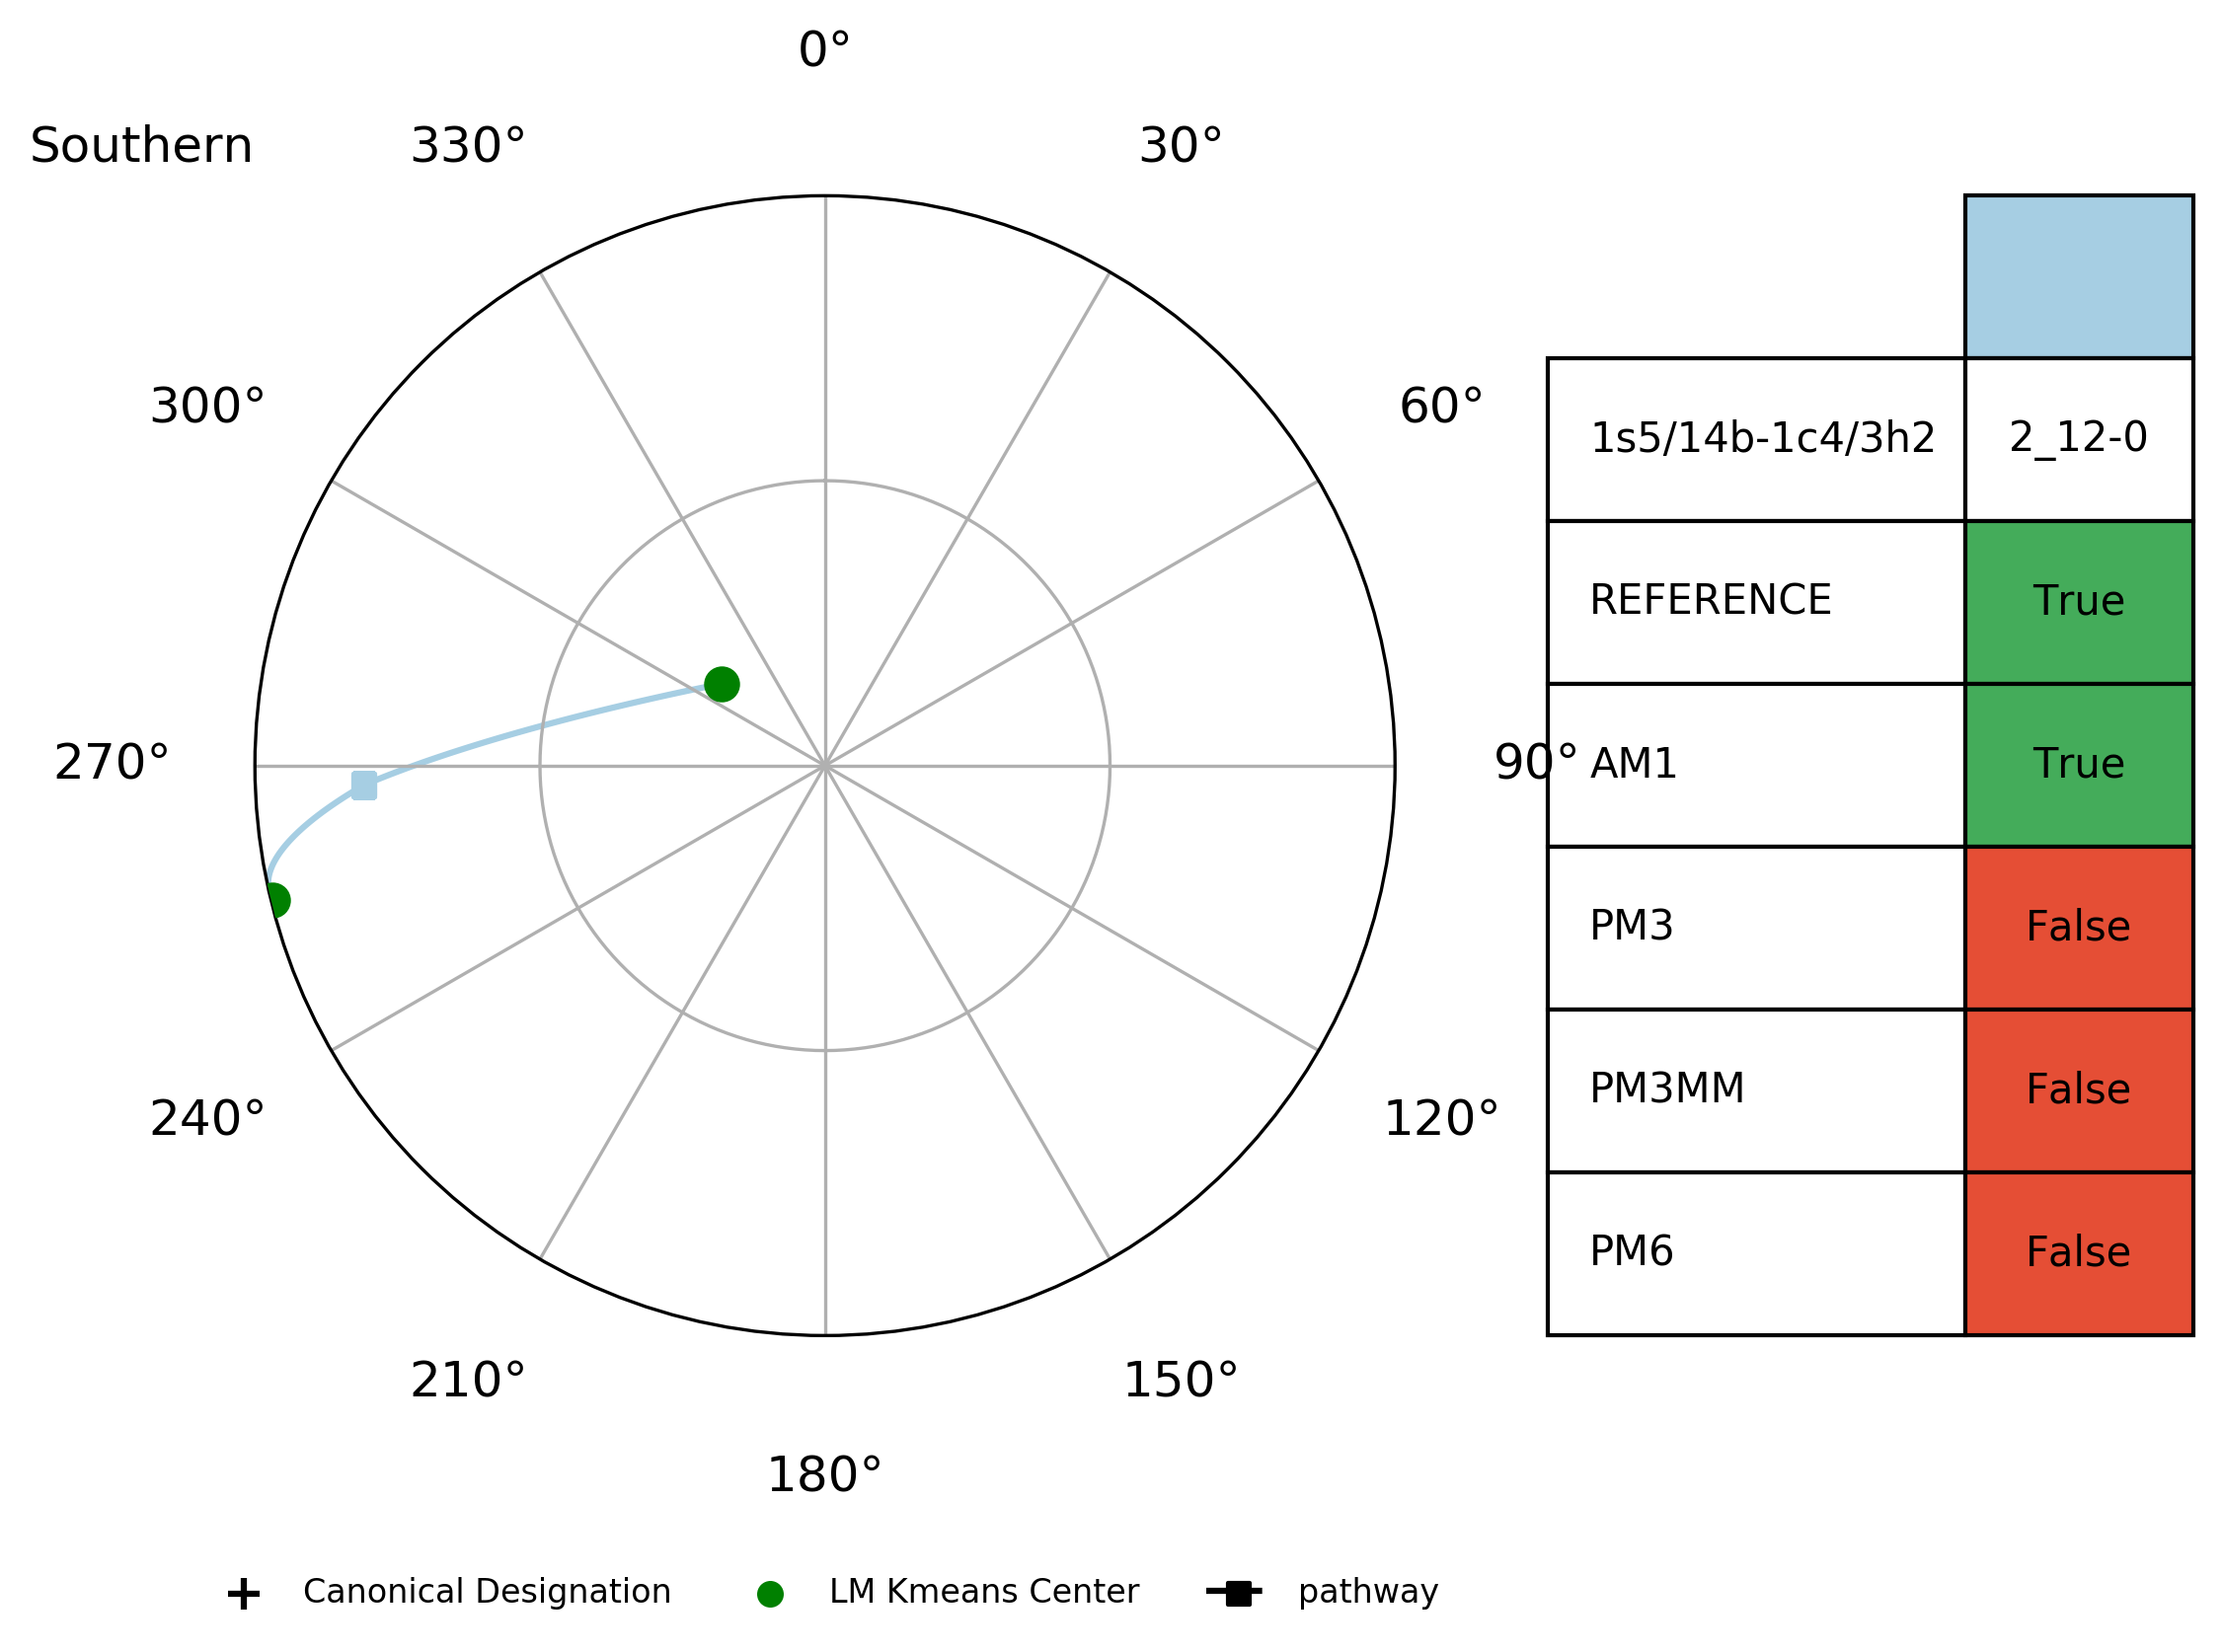 0°
Southern
330°
30°
300°
60°
1s5/14b-1c4/3h2 2_12-0
REFERENCE True
270°
90°
AM1 True
PM3 False
240°
120°
PM3MM False
PM6 False
210°
150°
180°
Canonical Designation
LM Kmeans Center
pathway